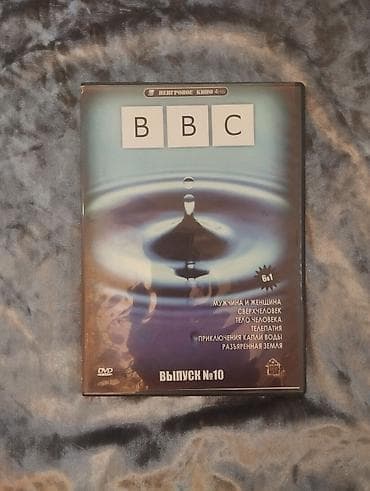 НЕИГРОВОЕ КИНО
BBC
6в1
МУЖЧИНА И ЖЕНЩИНА
СВЕРХЧЕЛОВЕК
ТЕЛО ЧЕЛОВЕКА
ТЕЛЕПАТИЯ
ПРИКЛЮЧЕНИЯ КАПЛИ ВОДЫ
РАЗЪЯРЕННАЯ ЗЕМЛЯ
DVD
ВЫПУСК №10